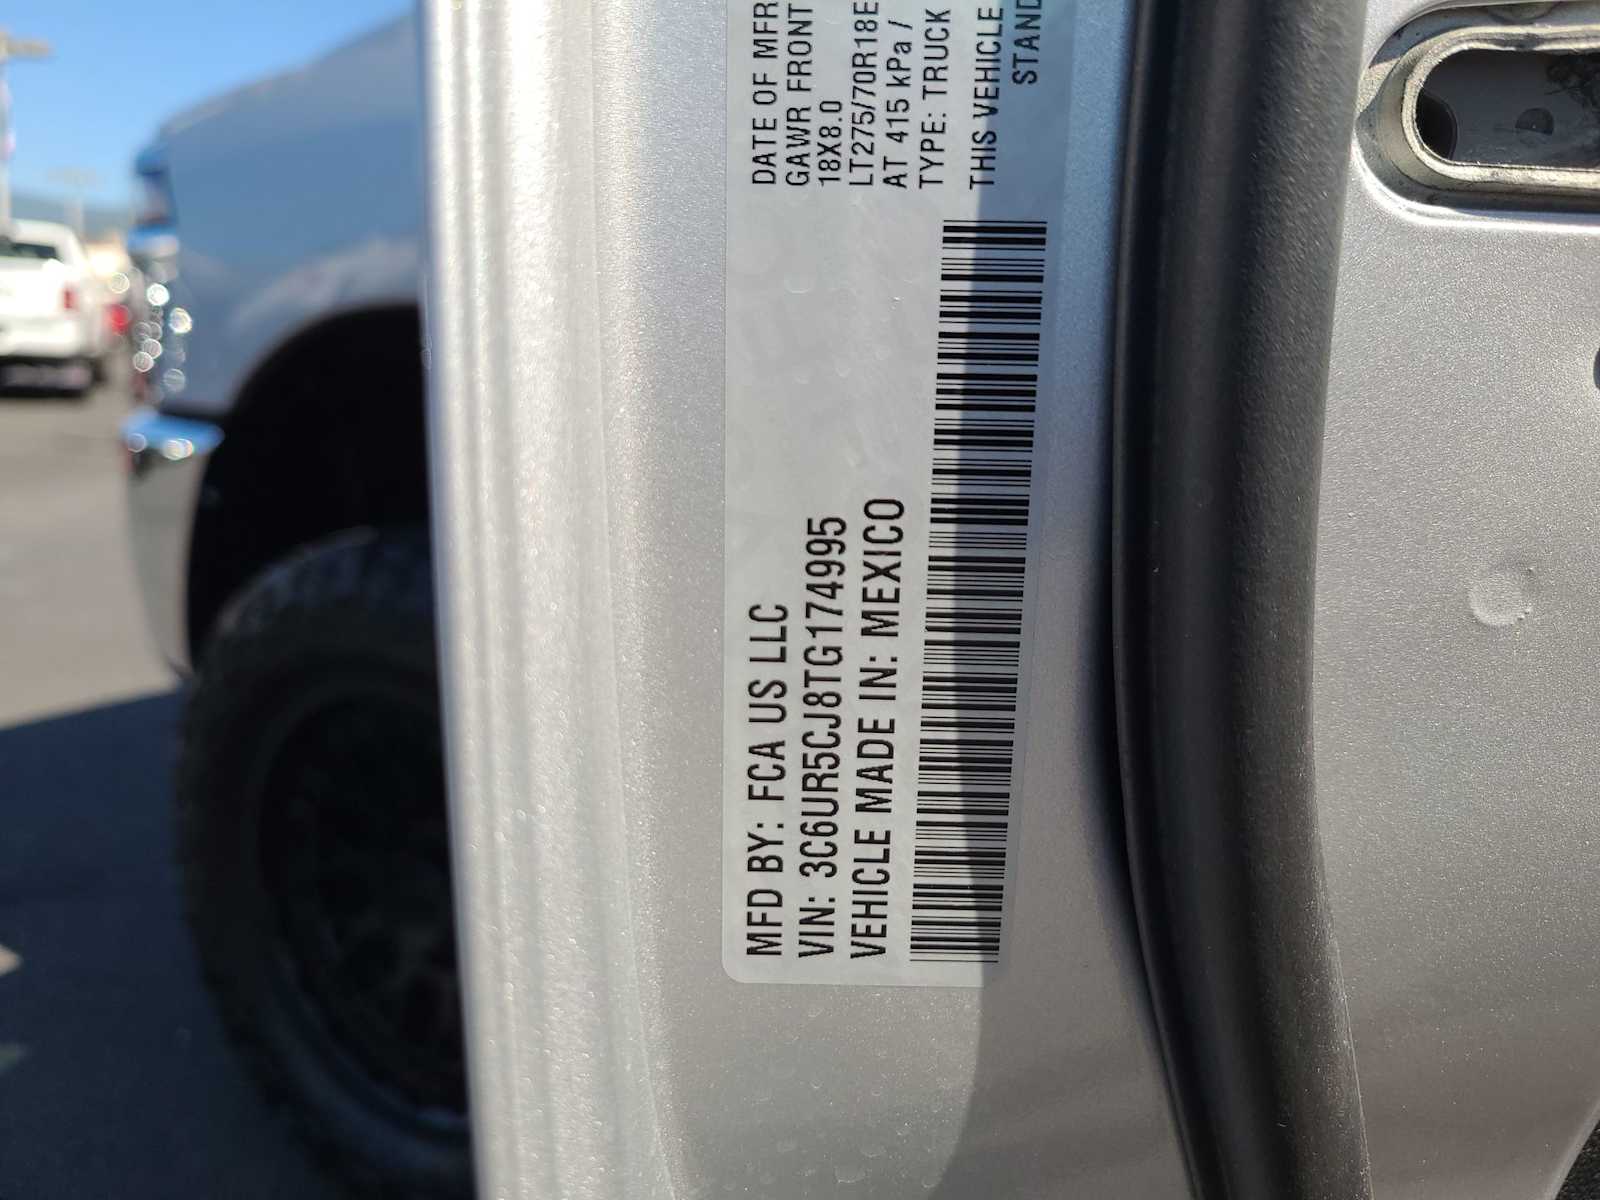 MFD BY: FCA US LLC
VIN: 3C6UR5CJ8TG174995
VEHICLE MADE IN: MEXICO
DATE OF MFR
GAWR FRONT
18X8.0
LT275/70R18E
AT 415 kPa /
TYPE: TRUCK
THIS VEHICLE